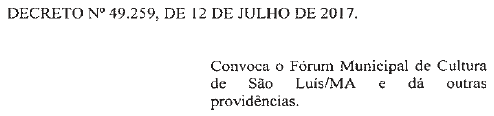 DECRETO Nº 49.259, DE 12 DE JULHO DE 2017.
Convoca o Fórum Municipal de Cultura
de São Luís/MA e dá outras
providências.